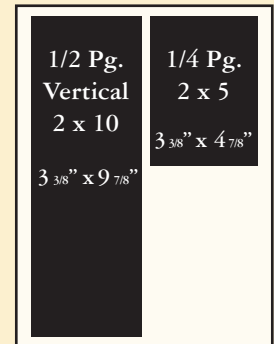 1/2 Pg.
Vertical
2 x 10
3 3/8” x 9 7/8”
1/4 Pg.
2 x 5
3 3/8” x 4 7/8”